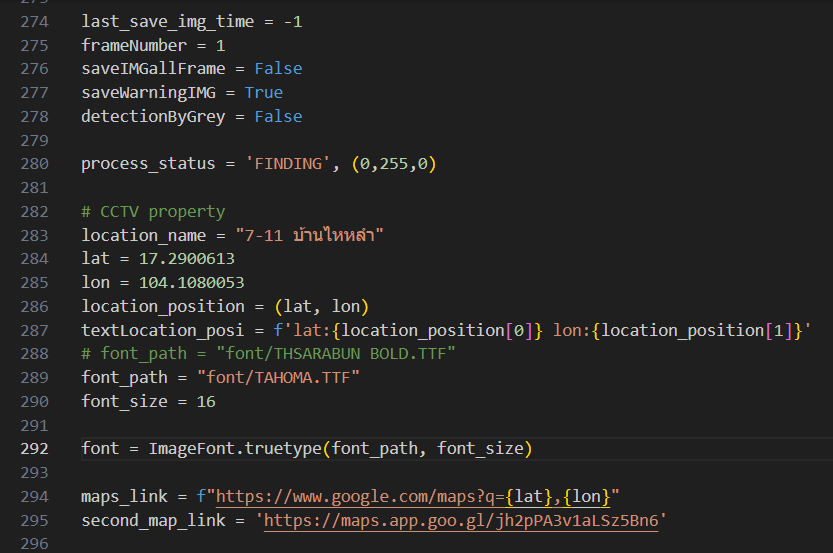 274 last_save_img_time = -1
275 frameNumber = 1
276 saveIMGallFrame = False
277 saveWarningIMG = True
278 detectionByGrey = False
279
280 process_status = 'FINDING', (0,255,0)
281
282 # CCTV property
283 location_name = "7-11 บ้านไหหลำ"
284 lat = 17.2900613
285 lon = 104.1080053
286 location_position = (lat, lon)
287 textLocation_posi = f'lat:{location_position[0]} lon:{location_position[1]}'
288 # font_path = "font/THSARABUN BOLD.TTF"
289 font_path = "font/TAHOMA.TTF"
290 font_size = 16
291
292 font = ImageFont.truetype(font_path, font_size)
293
294 maps_link = f"https://www.google.com/maps?q={lat},{lon}"
295 second_map_link = 'https://maps.app.goo.gl/jh2pPA3v1aLSz5Bn6'
296